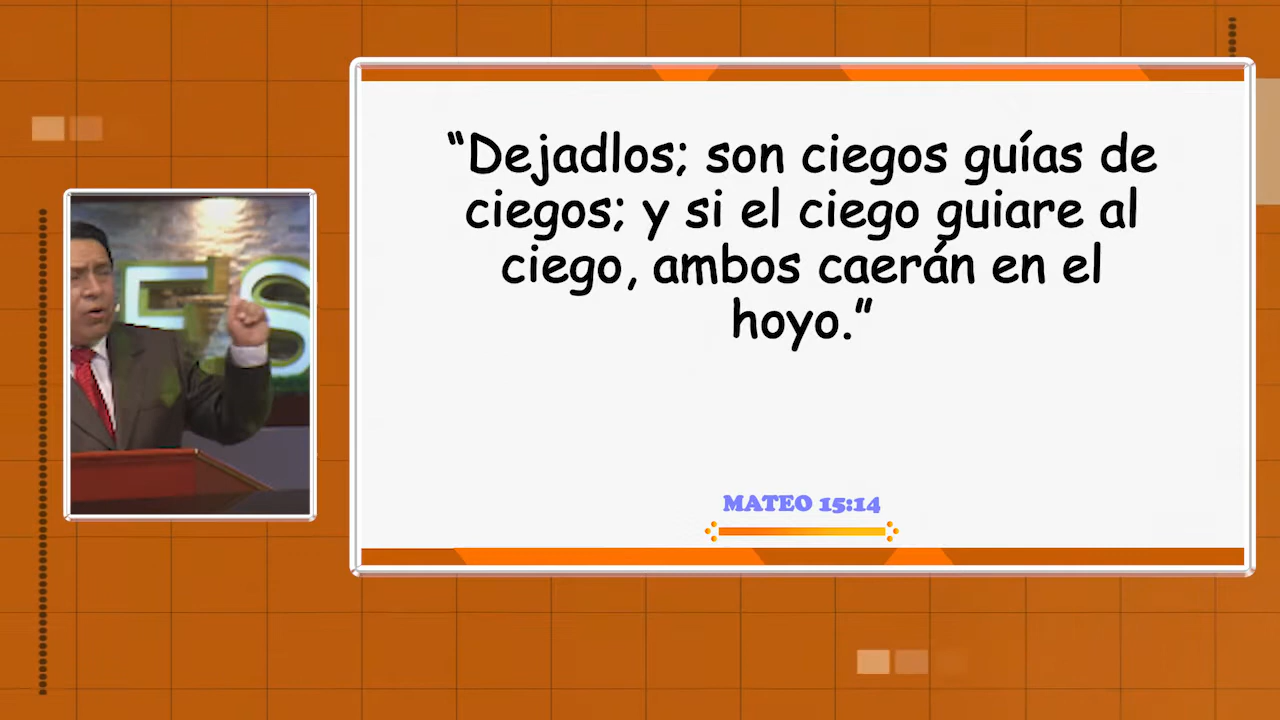 “Dejadlos; son ciegos guías de
ciegos; y si el ciego guiare al
ciego, ambos caerán en el
hoyo.”
MATEO 15:14